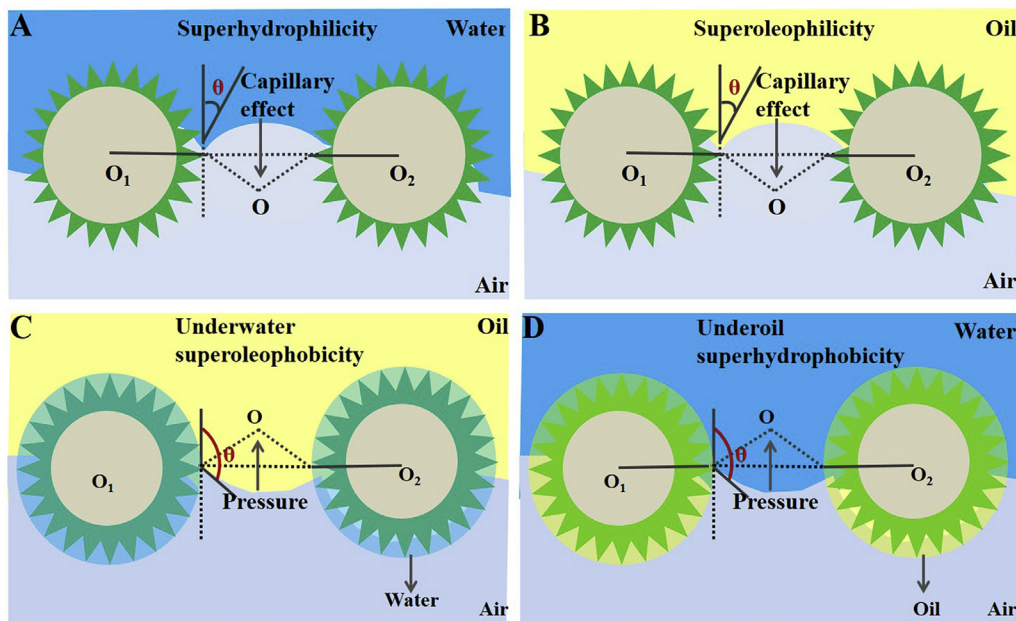 A
Superhydrophilicity
Water
θ
Capillary
effect
O₁
O₂
O
Air
B
Superoleophilicity
Oil
θ
Capillary
effect
O₁
O₂
O
Air
C
Underwater
superoleophobicity
Oil
O
θ
O₁
O₂
Pressure
Water
Air
D
Underoil
superhydrophobicity
Water
O
θ
O₁
O₂
Pressure
Oil
Air